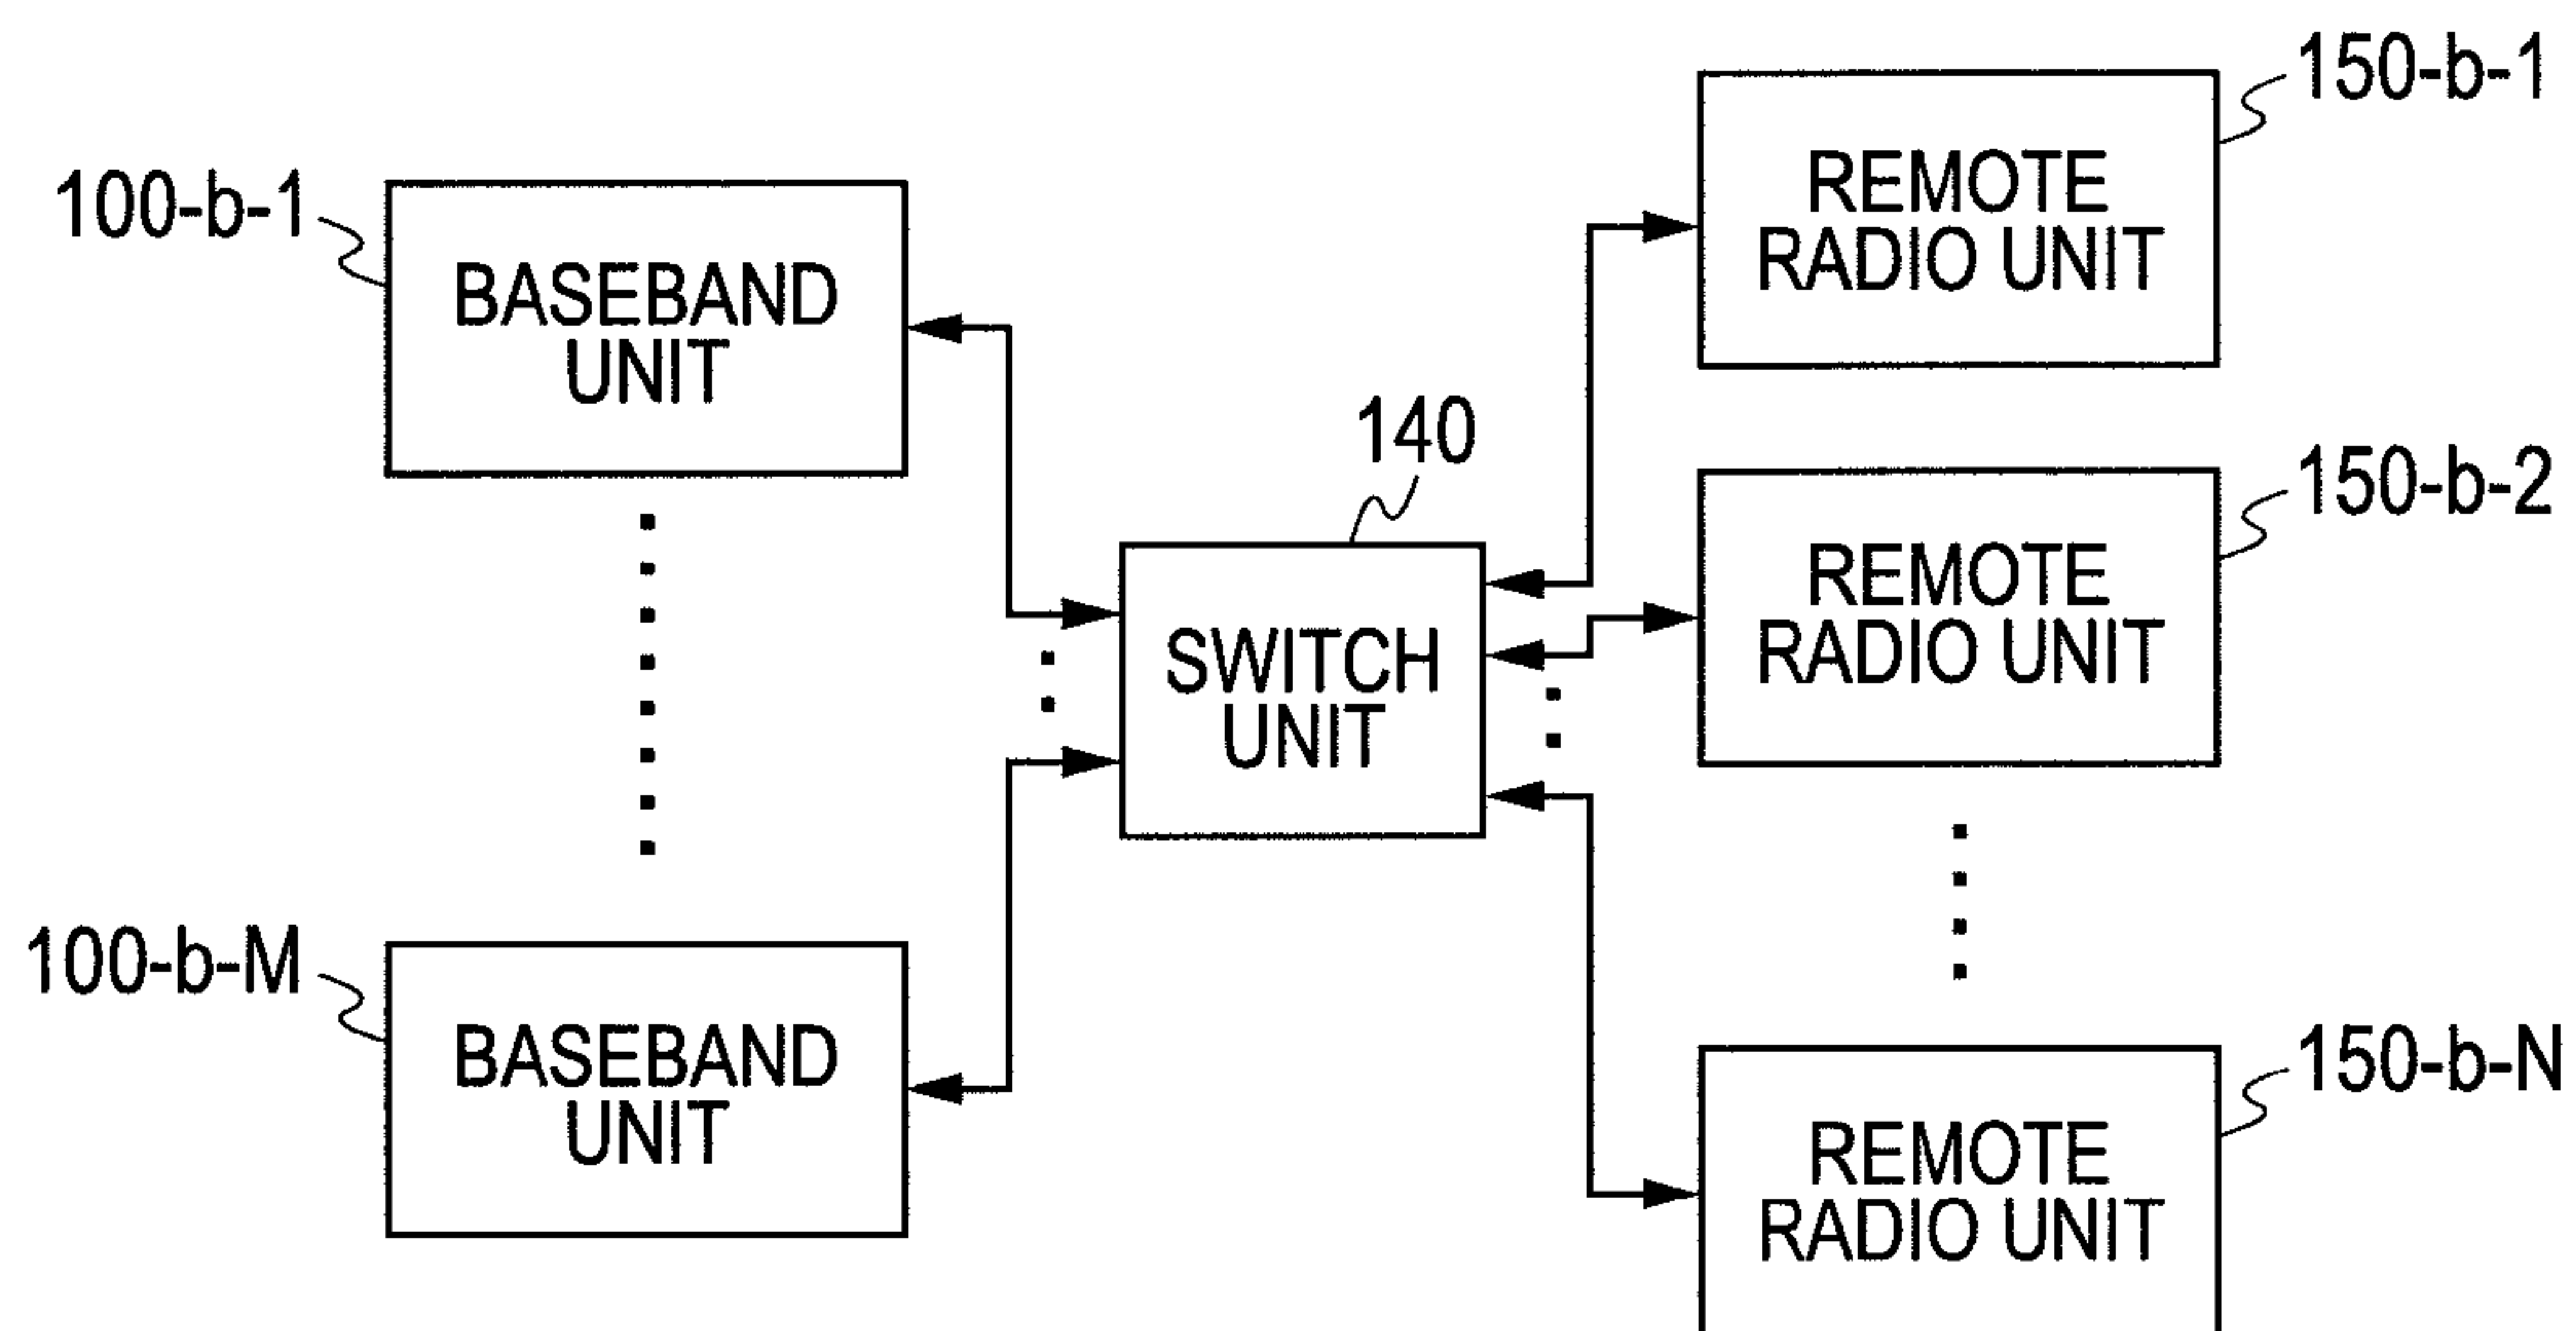 100-b-1
BASEBAND
UNIT
100-b-M
BASEBAND
UNIT
140
SWITCH
UNIT
150-b-1
REMOTE
RADIO UNIT
150-b-2
REMOTE
RADIO UNIT
150-b-N
REMOTE
RADIO UNIT